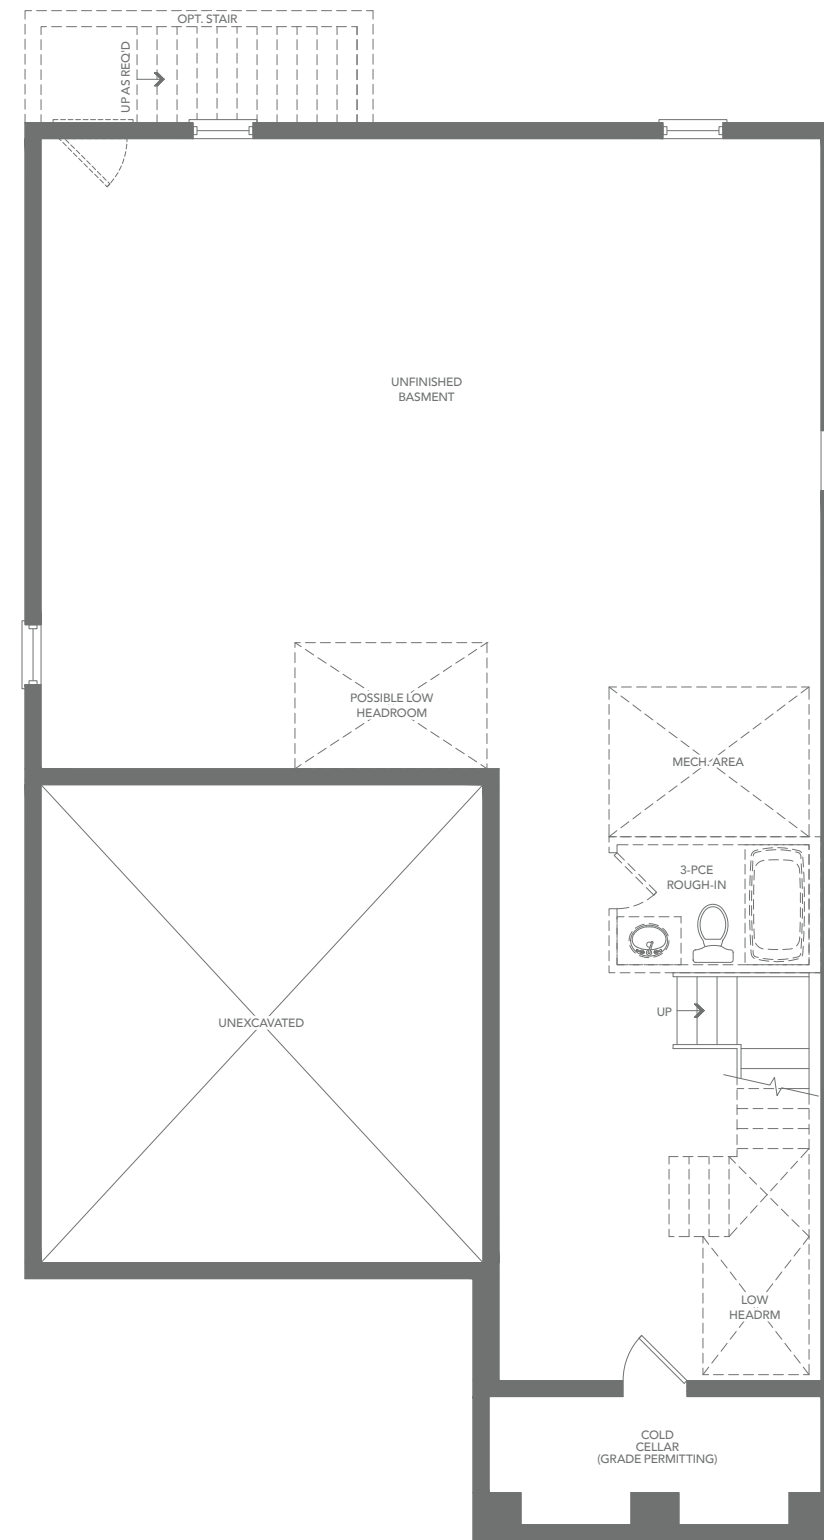 OPT. STAIR
UP AS REQ'D
UNFINISHED
BASMENT
POSSIBLE LOW
HEADROOM
MECH. AREA
3-PCE
ROUGH-IN
UNEXCAVATED
UP
LOW
HEADRM
COLD
CELLAR
(GRADE PERMITTING)